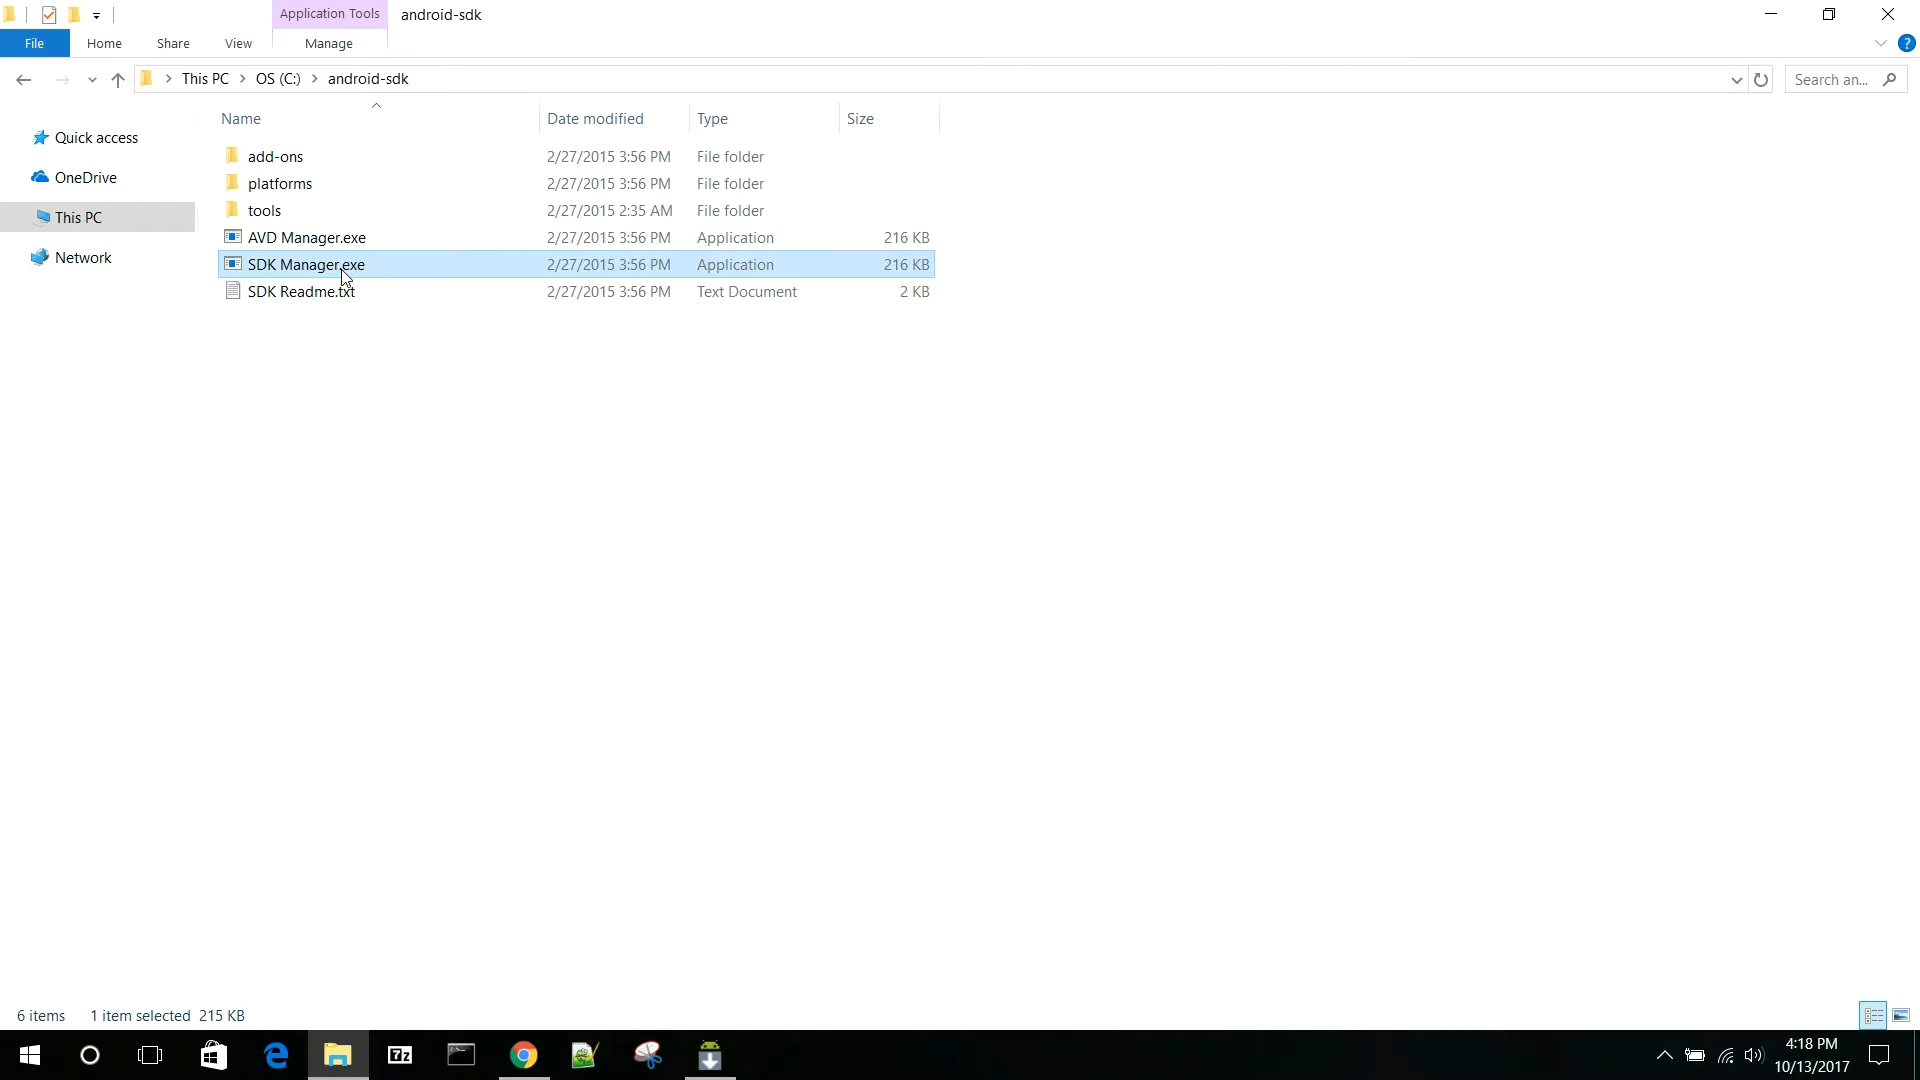 Application Tools android-sdk
File Home Share View Manage
This PC OS (C:) android-sdk Search an...
Name Date modified Type Size
Quick access
OneDrive
This PC
Network
add-ons 2/27/2015 3:56 PM File folder
platforms 2/27/2015 3:56 PM File folder
tools 2/27/2015 2:35 AM File folder
AVD Manager.exe 2/27/2015 3:56 PM Application 216 KB
SDK Manager.exe 2/27/2015 3:56 PM Application 216 KB
SDK Readme.txt 2/27/2015 3:56 PM Text Document 2 KB
6 items 1 item selected 215 KB
7z
4:18 PM
10/13/2017